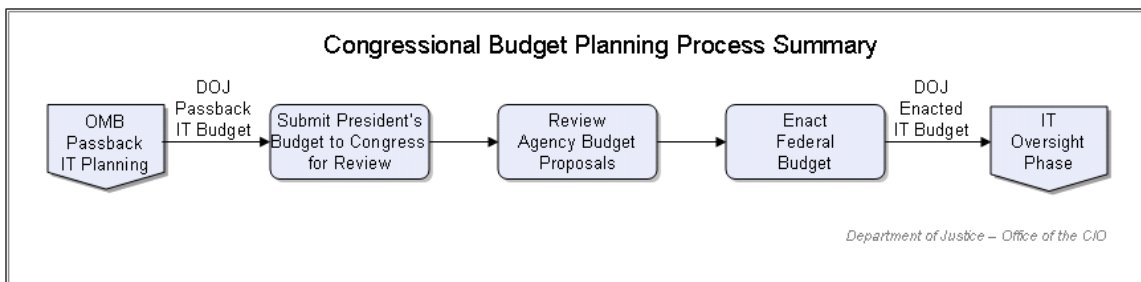 Congressional Budget Planning Process Summary
OMB
Passback
IT Planning
DOJ
Passback
IT Budget
Submit President's
Budget to Congress
for Review
Review
Agency Budget
Proposals
Enact
Federal
Budget
DOJ
Enacted
IT Budget
IT
Oversight
Phase
Department of Justice – Office of the CIO